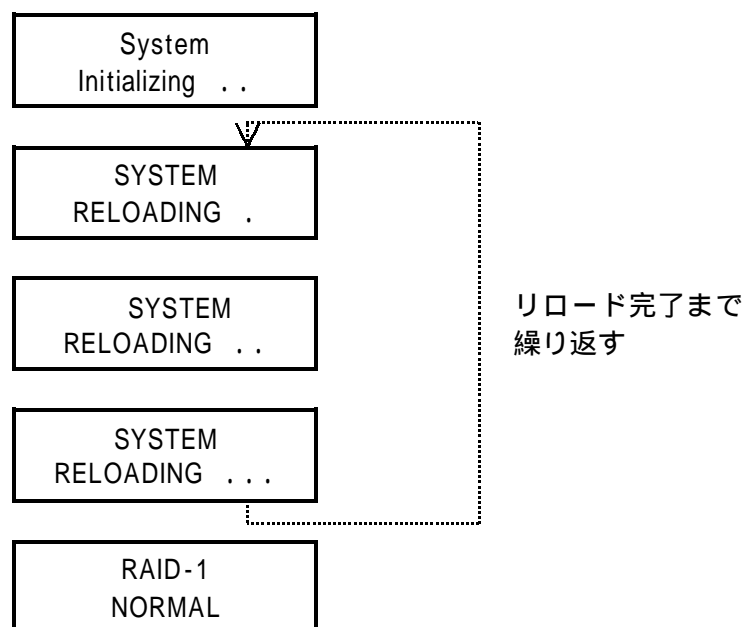 System
Initializing . .
SYSTEM
RELOADING .
SYSTEM
RELOADING . .
リロード完了まで
繰り返す
SYSTEM
RELOADING . . .
RAID-1
NORMAL